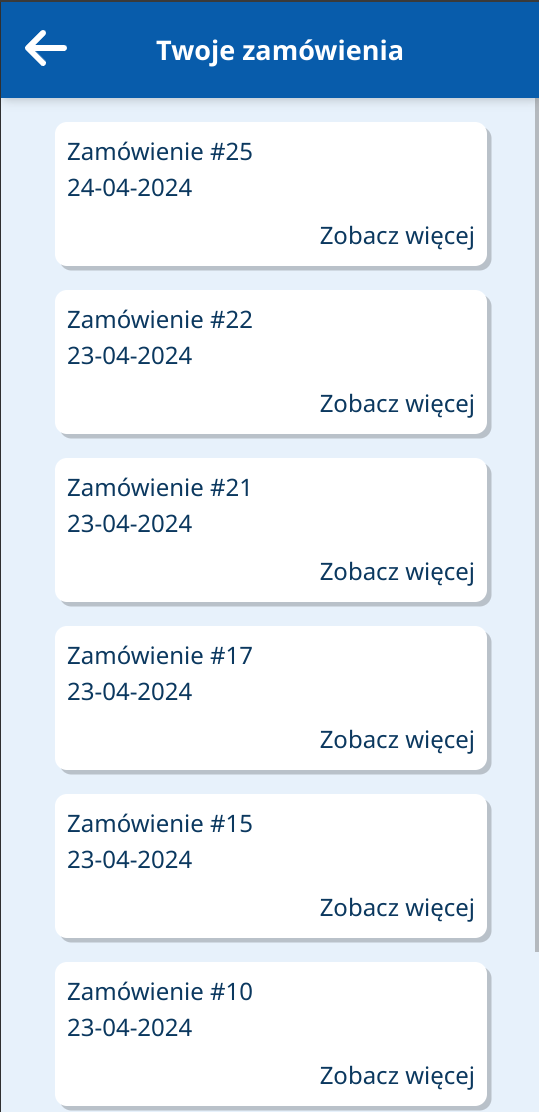 Twoje zamówienia
Zamówienie #25
24-04-2024
Zobacz więcej
Zamówienie #22
23-04-2024
Zobacz więcej
Zamówienie #21
23-04-2024
Zobacz więcej
Zamówienie #17
23-04-2024
Zobacz więcej
Zamówienie #15
23-04-2024
Zobacz więcej
Zamówienie #10
23-04-2024
Zobacz więcej